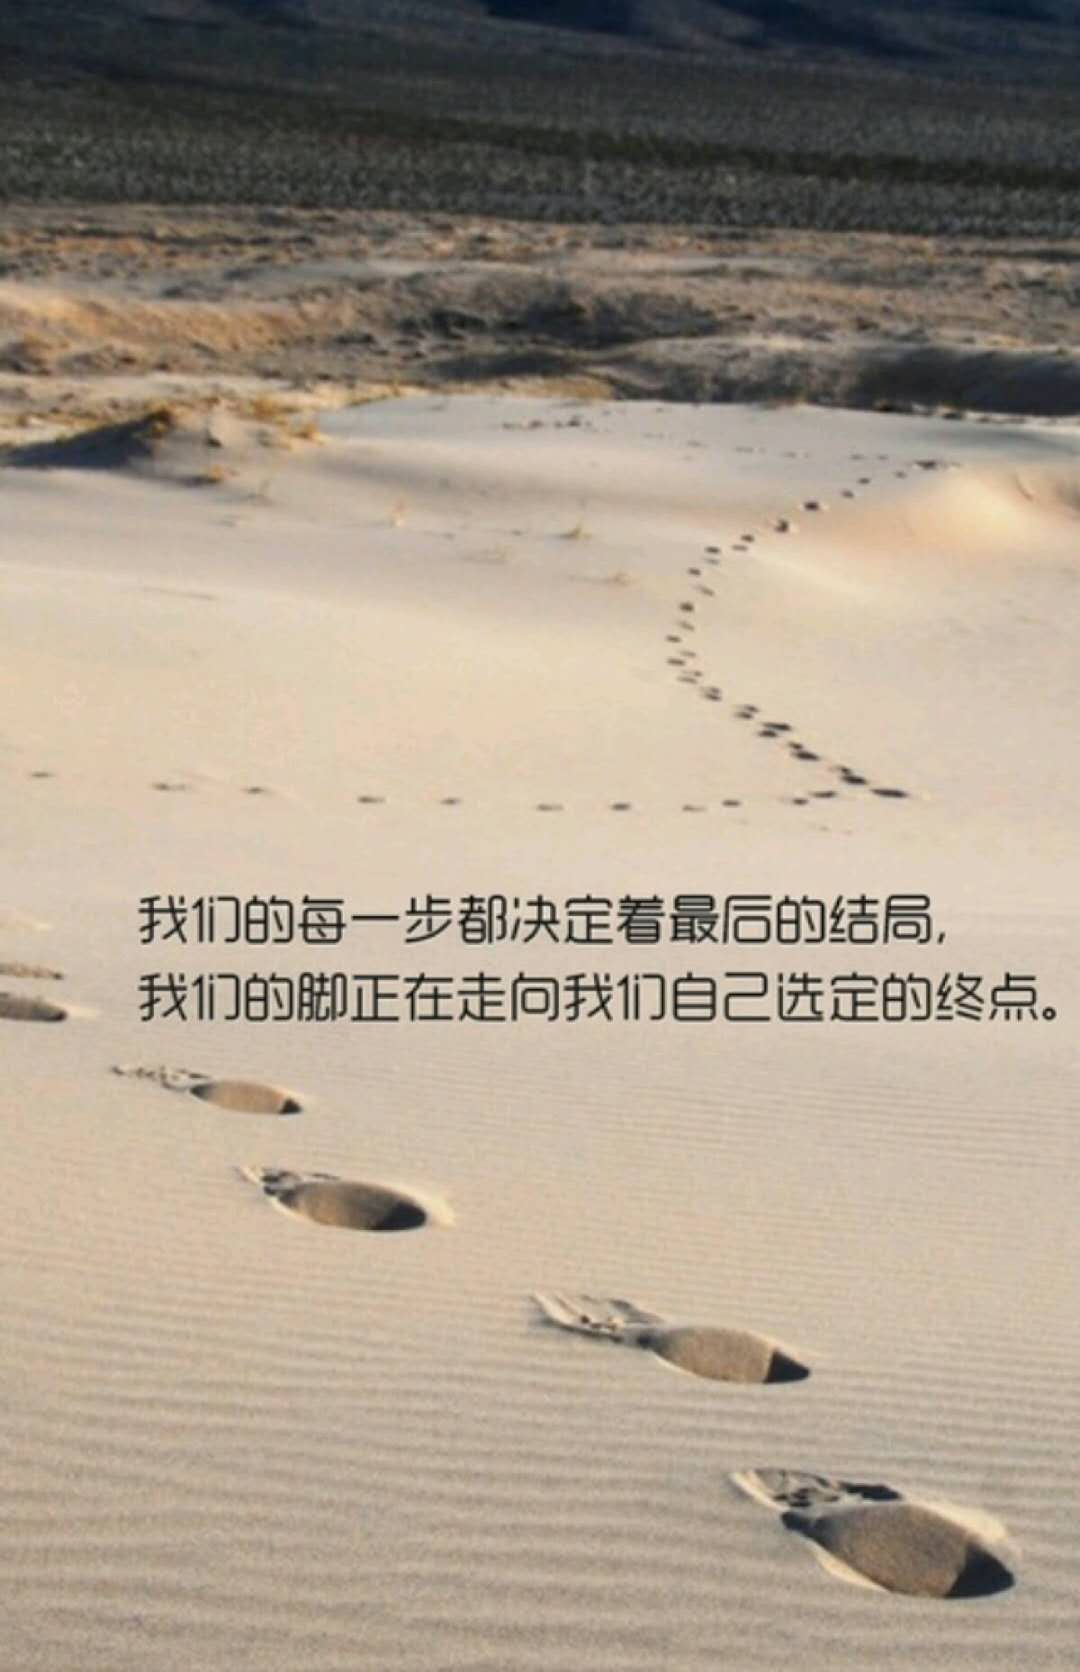 我们的每一步都决定着最后的结局,
我们的脚正在走向我们自己选定的终点。